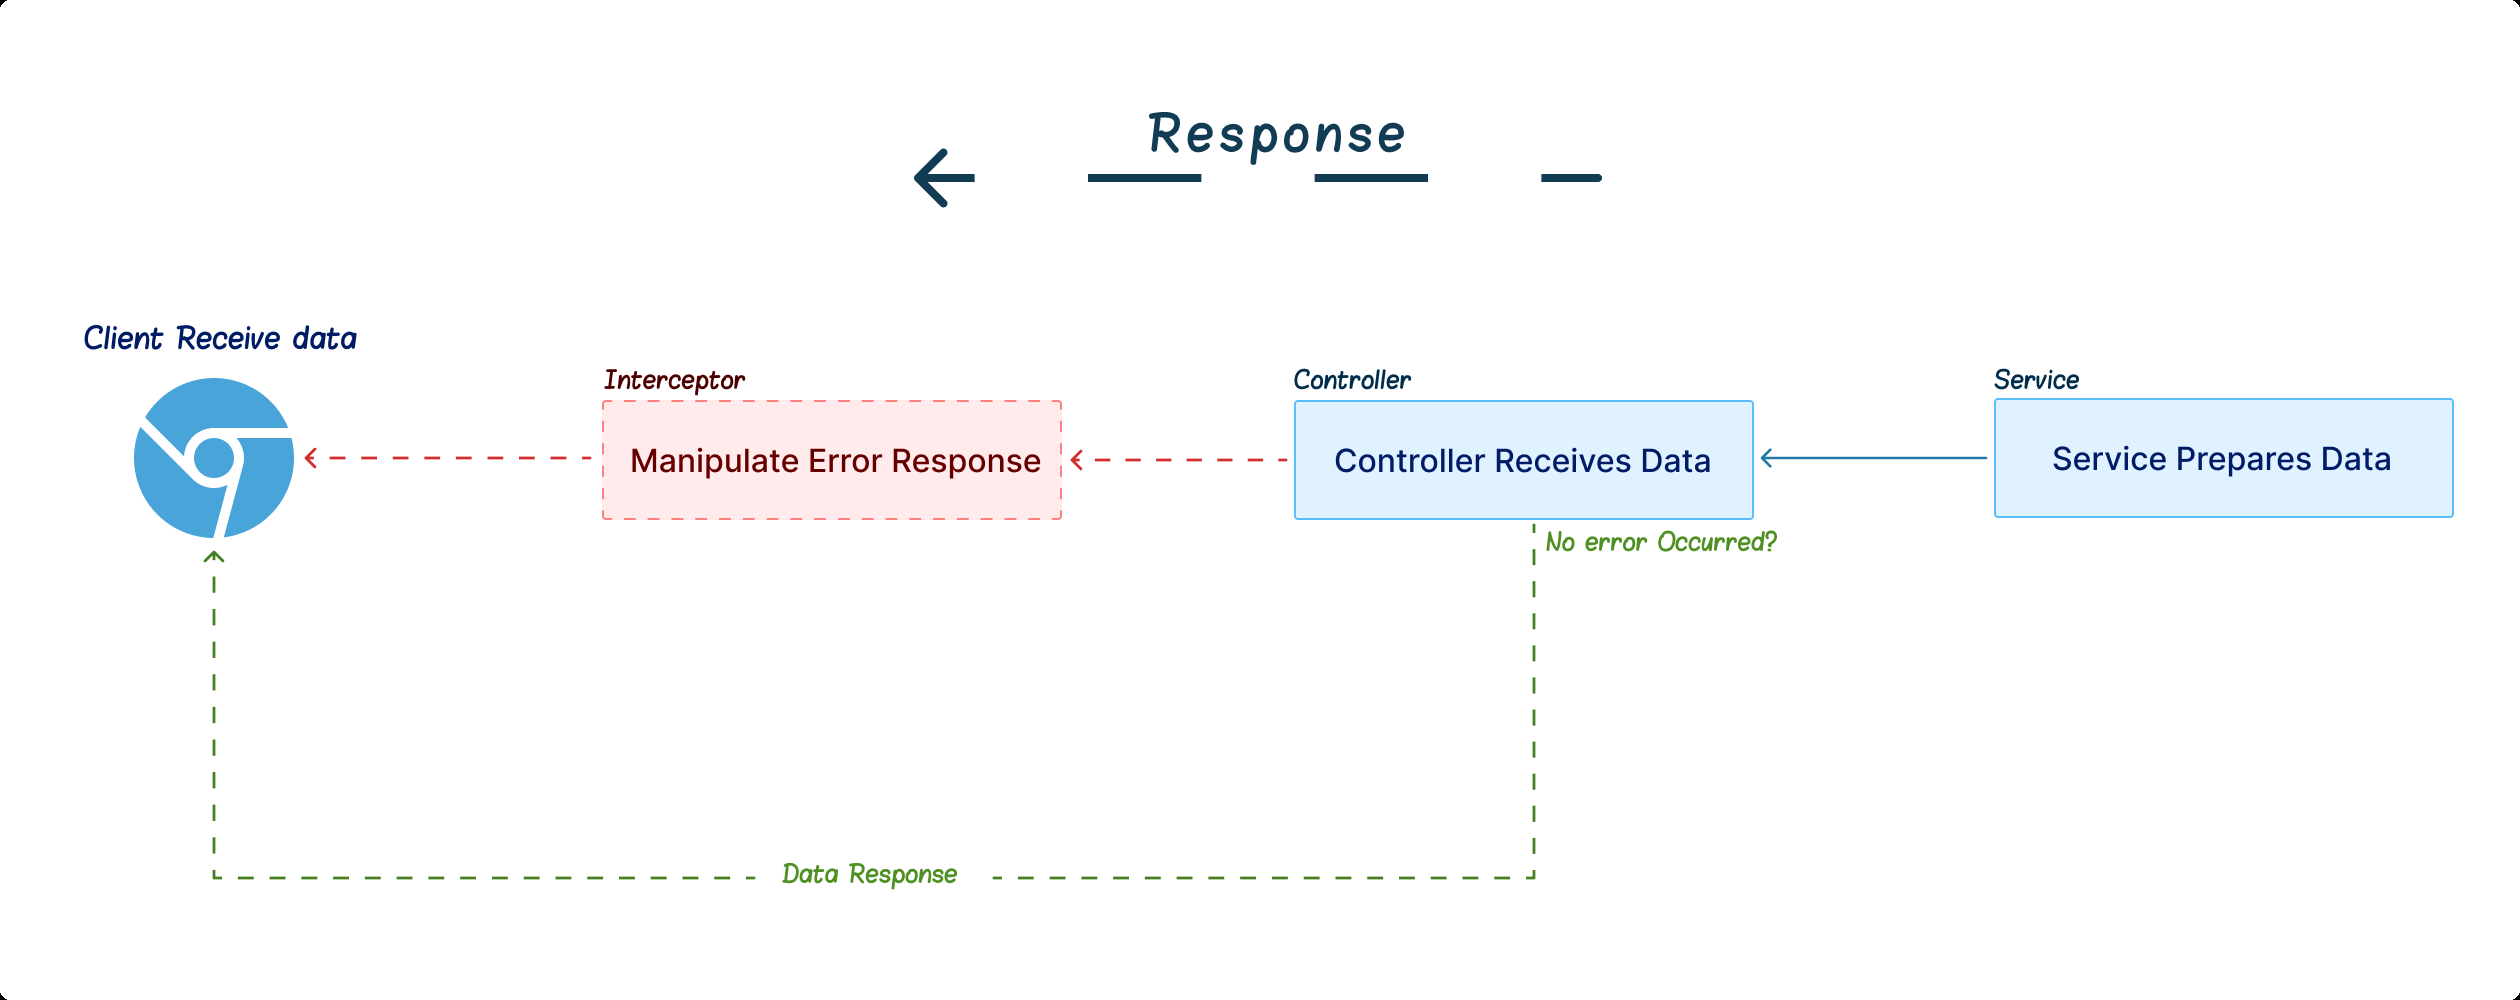 Response
Client Receive data
Interceptor
Controller
Service
Manipulate Error Response
Controller Receives Data
Service Prepares Data
No error Occurred?
Data Response